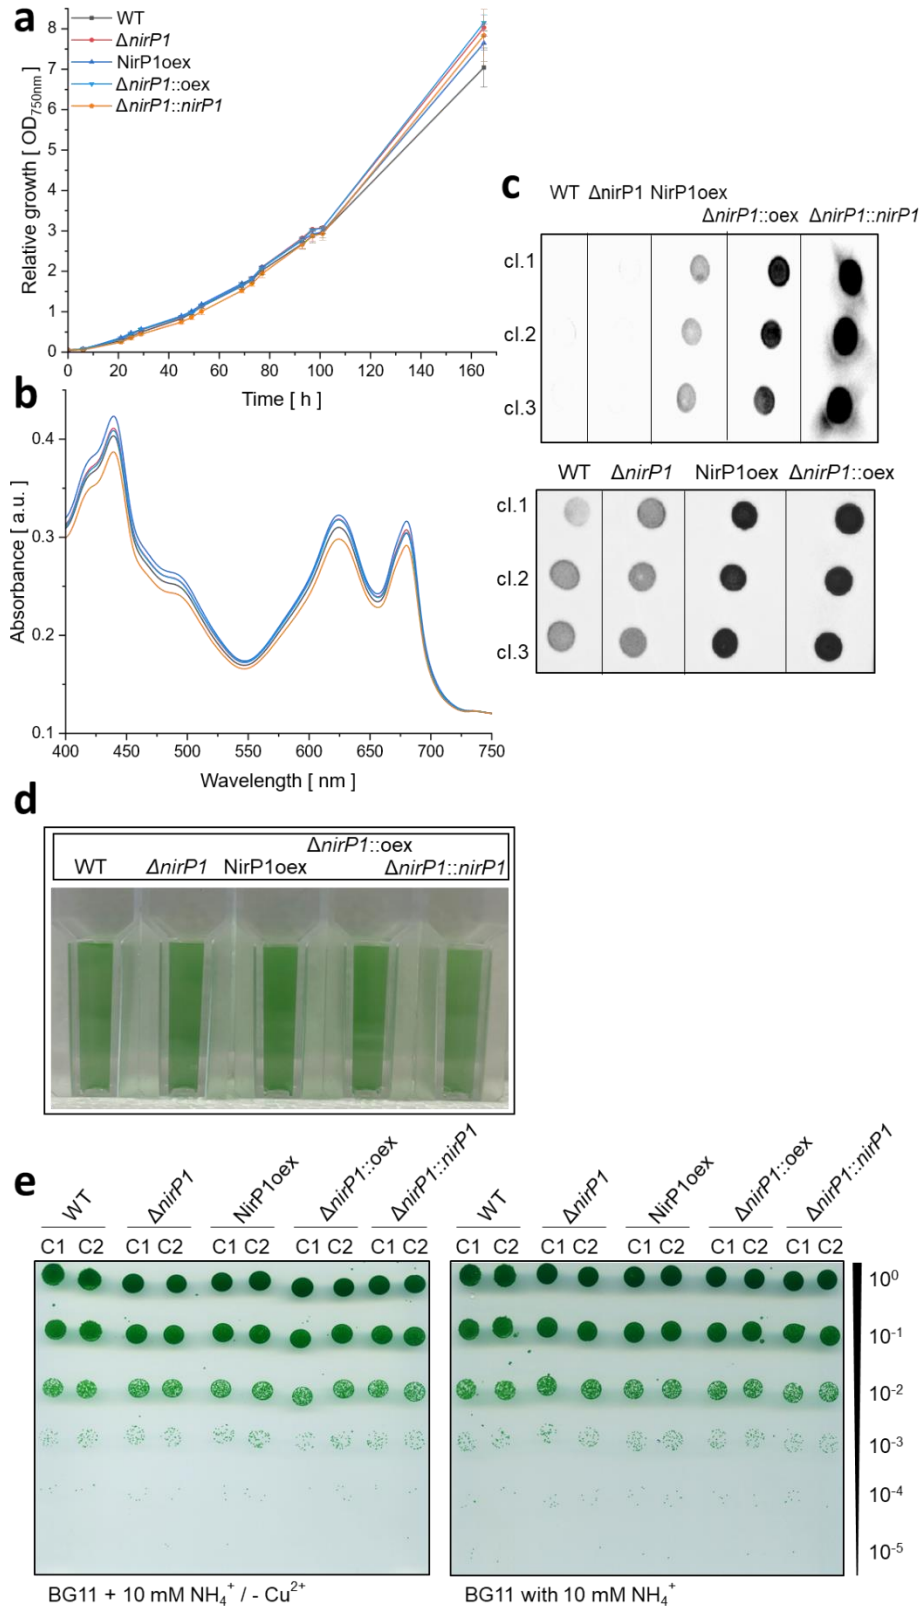 a
WT
ΔnirP1
NirP1oex
ΔnirP1::oex
ΔnirP1::nirP1
8
7
6
5
4
3
2
1
0
Relative growth [ OD750nm]
0 20 40 60 80 100 120 140 160
Time [ h ]
b
0.4
0.3
0.2
0.1
Absorbance [ a.u. ]
400 450 500 550 600 650 700 750
Wavelength [ nm ]
c
WT ΔnirP1 NirP1oex
ΔnirP1::oex ΔnirP1::nirP1
cl.1
cl.2
cl.3
WT ΔnirP1 NirP1oex ΔnirP1::oex
cl.1
cl.2
cl.3
d
ΔnirP1::oex
WT ΔnirP1 NirP1oex ΔnirP1::nirP1
e
WT ΔnirP1 NirP1oex ΔnirP1::oex ΔnirP1::nirP1
C1 C2 C1 C2 C1 C2 C1 C2 C1 C2
WT ΔnirP1 NirP1oex ΔnirP1::oex ΔnirP1::nirP1
C1 C2 C1 C2 C1 C2 C1 C2 C1 C2
10⁰
10⁻¹
10⁻²
10⁻³
10⁻⁴
10⁻⁵
BG11 + 10 mM NH₄⁺ / - Cu²⁺
BG11 with 10 mM NH₄⁺